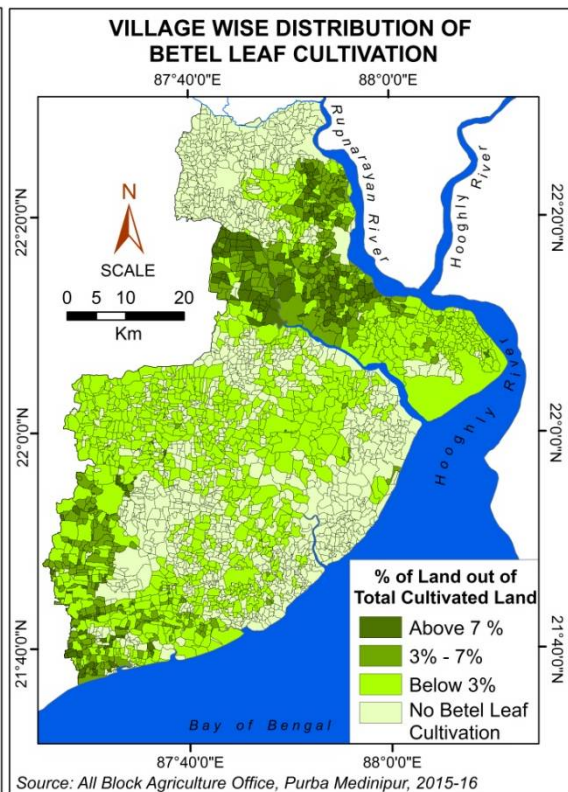 VILLAGE WISE DISTRIBUTION OF
BETEL LEAF CULTIVATION
87°40'0"E
88°0'0"E
Rupnarayan River
Hooghly
River
N
22°20'0"N
22°20'0"N
SCALE
0 5 10 20
Km
22°0'0"N
22°0'0"N
Hooghly River
% of Land out of
Total Cultivated Land
Above 7 %
3% - 7%
Below 3%
No Betel Leaf
Cultivation
21°40'0"N
21°40'0"N
Bay of Bengal
87°40'0"E
88°0'0"E
Source: All Block Agriculture Office, Purba Medinipur, 2015-16